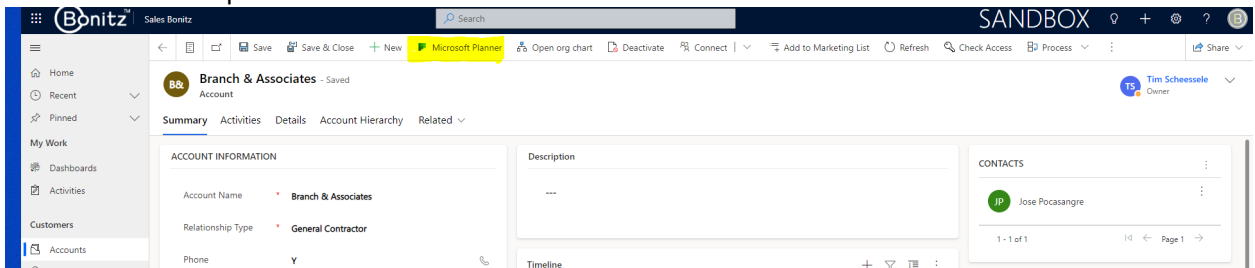 Bonitz™ Sales Bonitz Search SANDBOX + ? B
Save Save & Close New Microsoft Planner Open org chart Deactivate Connect Add to Marketing List Refresh Check Access Process Share
Home
Recent
Pinned
My Work
Dashboards
Activities
Customers
Accounts
B& Branch & Associates - Saved
Account
TS Tim Scheessele
Owner
Summary Activities Details Account Hierarchy Related
ACCOUNT INFORMATION
Account Name * Branch & Associates
Relationship Type * General Contractor
Phone Y
Description
---
Timeline
CONTACTS
JP Jose Pocasangre
1 - 1 of 1 Page 1